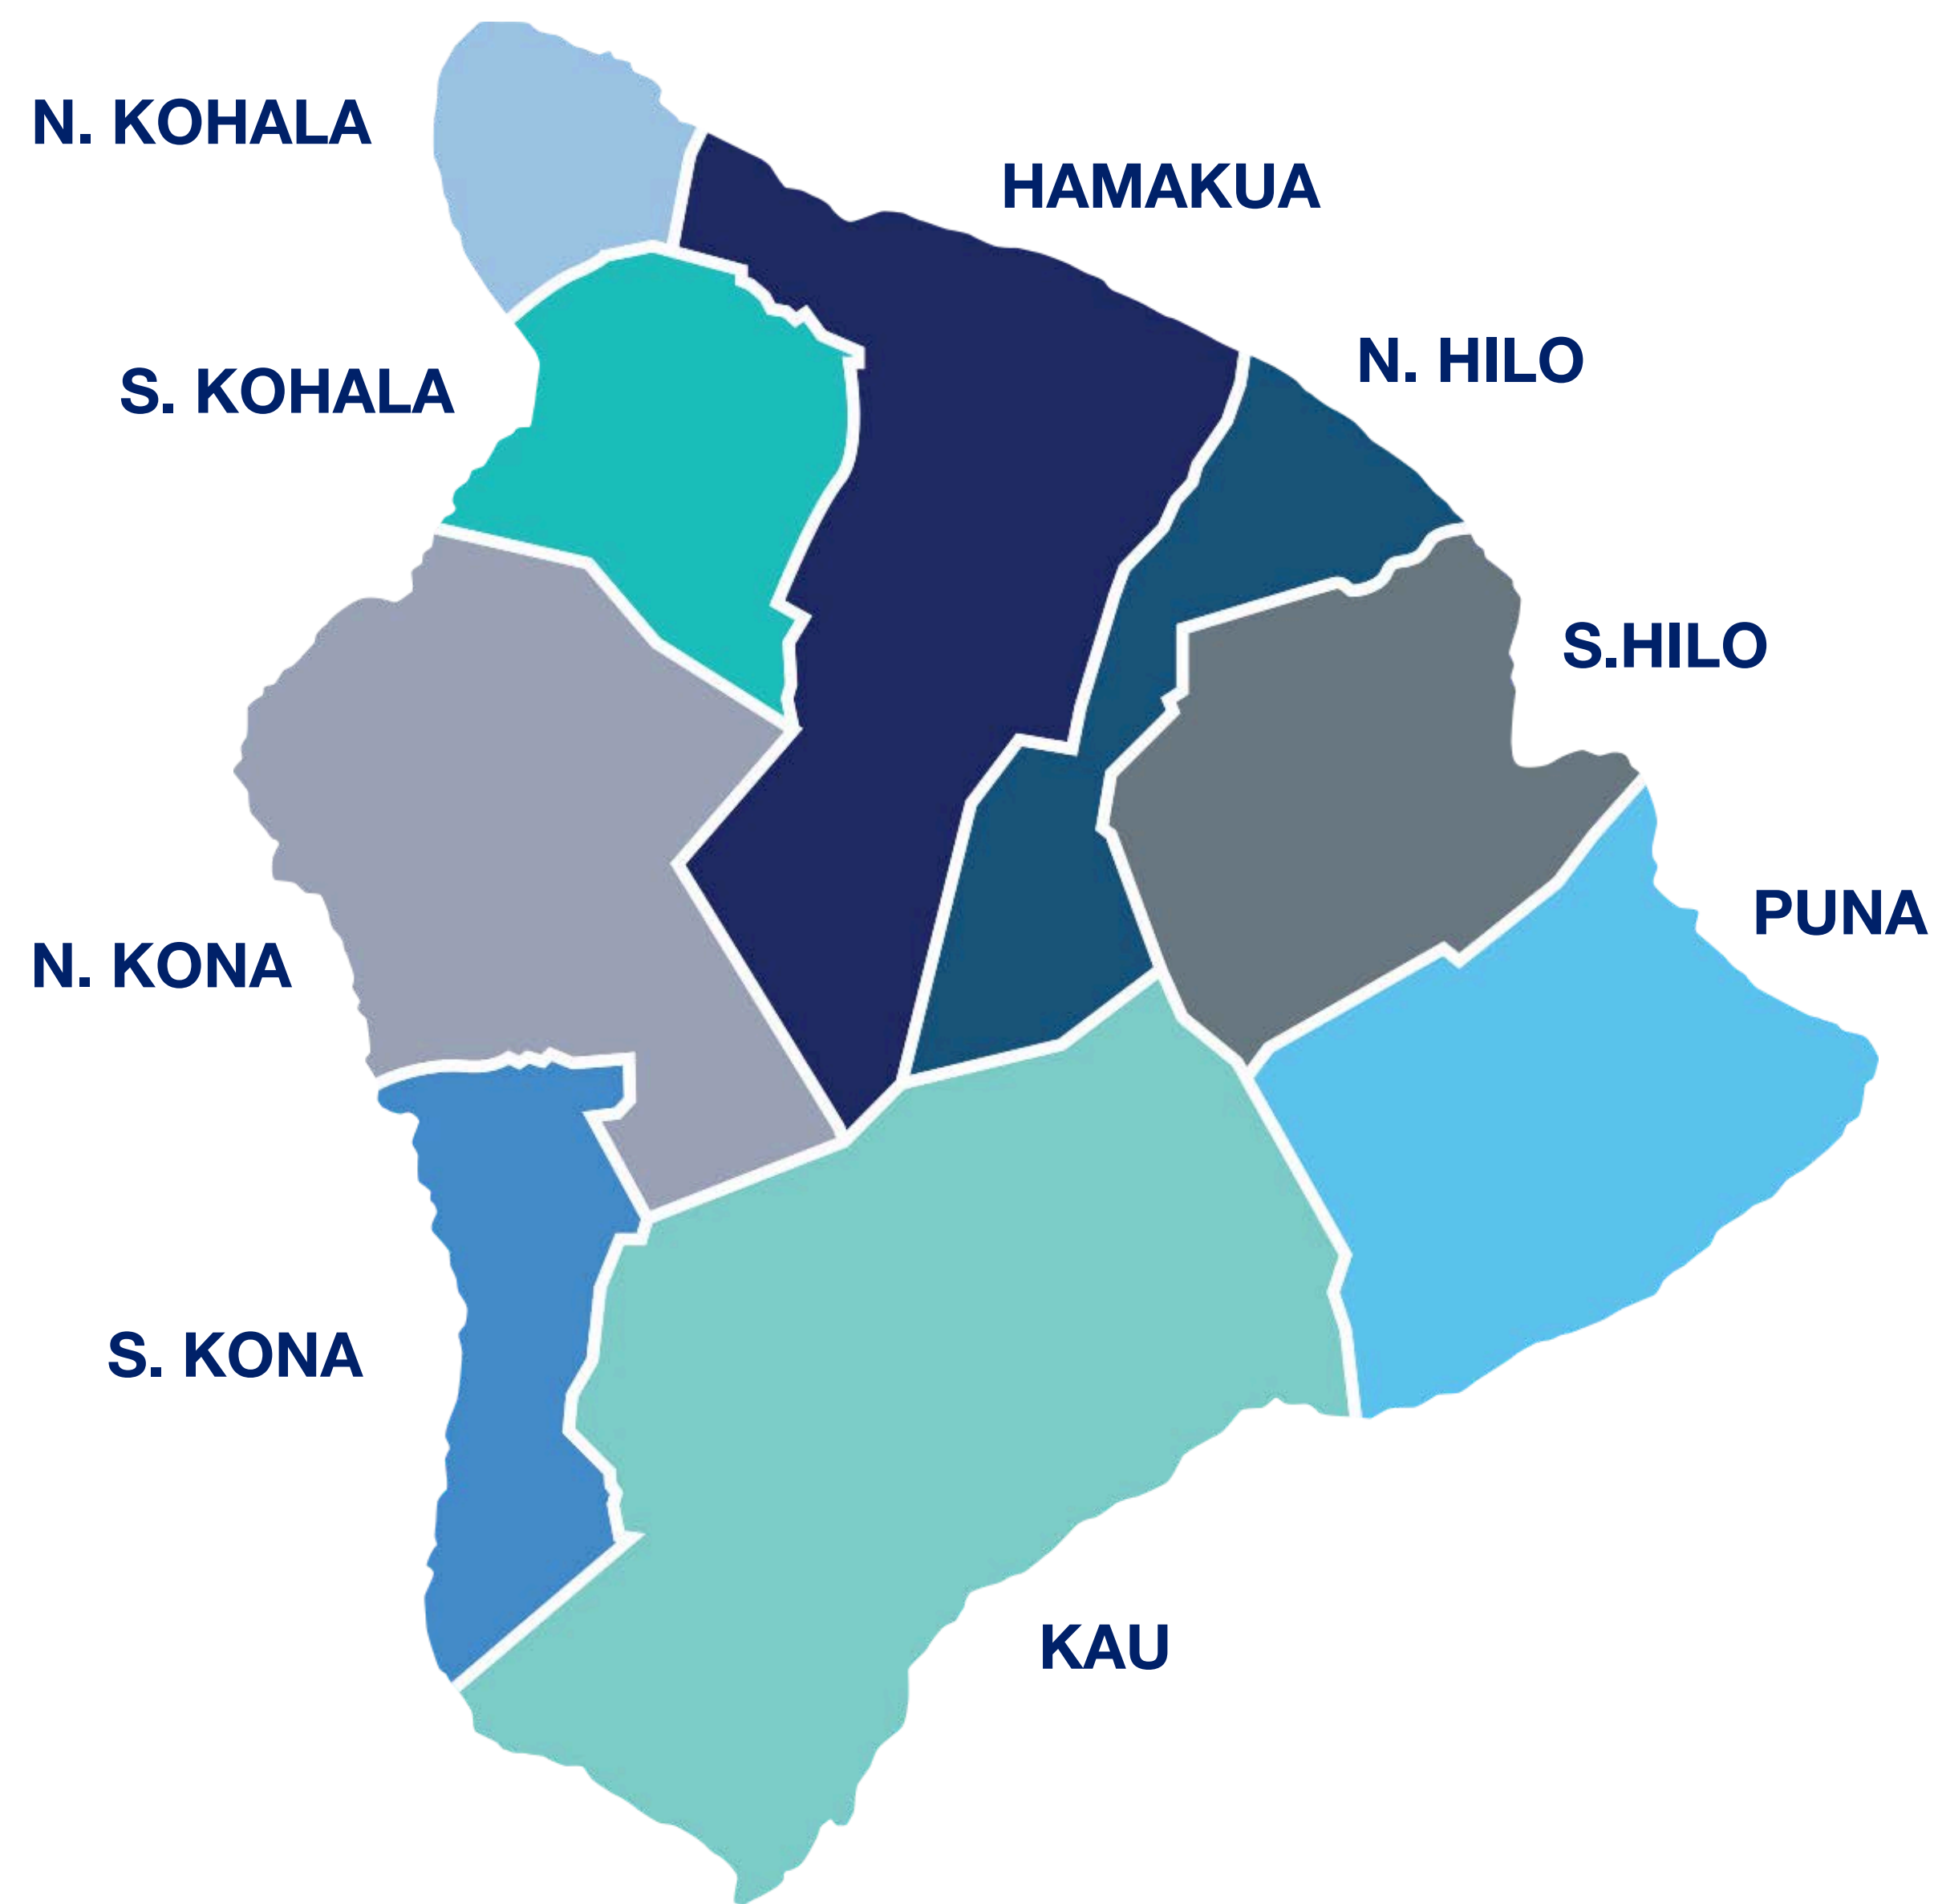 N. KOHALA
HAMAKUA
N. HILO
S. KOHALA
S.HILO
PUNA
N. KONA
S. KONA
KAU